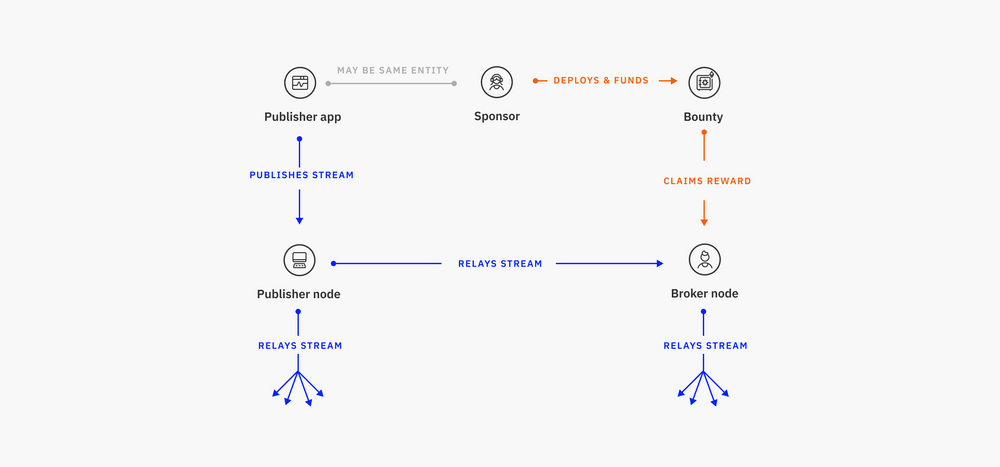 MAY BE SAME ENTITY
DEPLOYS & FUNDS
Publisher app
Sponsor
Bounty
PUBLISHES STREAM
CLAIMS REWARD
RELAYS STREAM
Publisher node
Broker node
RELAYS STREAM
RELAYS STREAM